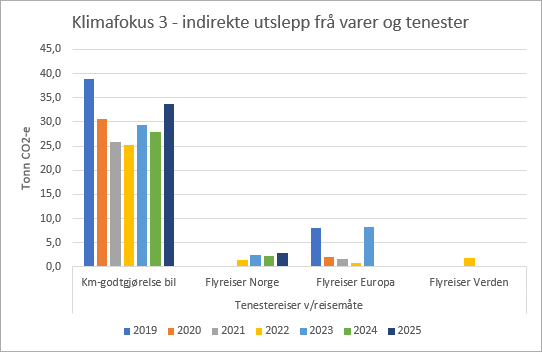 Klimafokus 3 - indirekte utslepp frå varer og tenester
45,0
40,0
35,0
30,0
25,0
20,0
15,0
10,0
5,0
0,0
Tonn CO2-e
Km-godtgjørelse bil
Flyreiser Norge
Flyreiser Europa
Flyreiser Verden
Tenestereiser v/reisemåte
2019
2020
2021
2022
2023
2024
2025